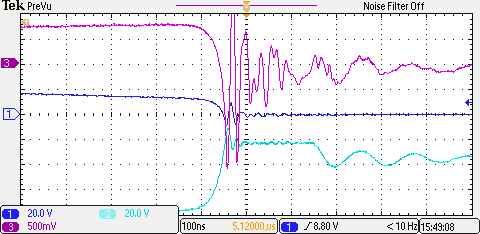 Tek PreVu Noise Filter Off
3
1
1 20.0 V 2 20.0 V
3 500mV
100ns 5.12000 us 1 8.80 V < 10 Hz 15:49:08